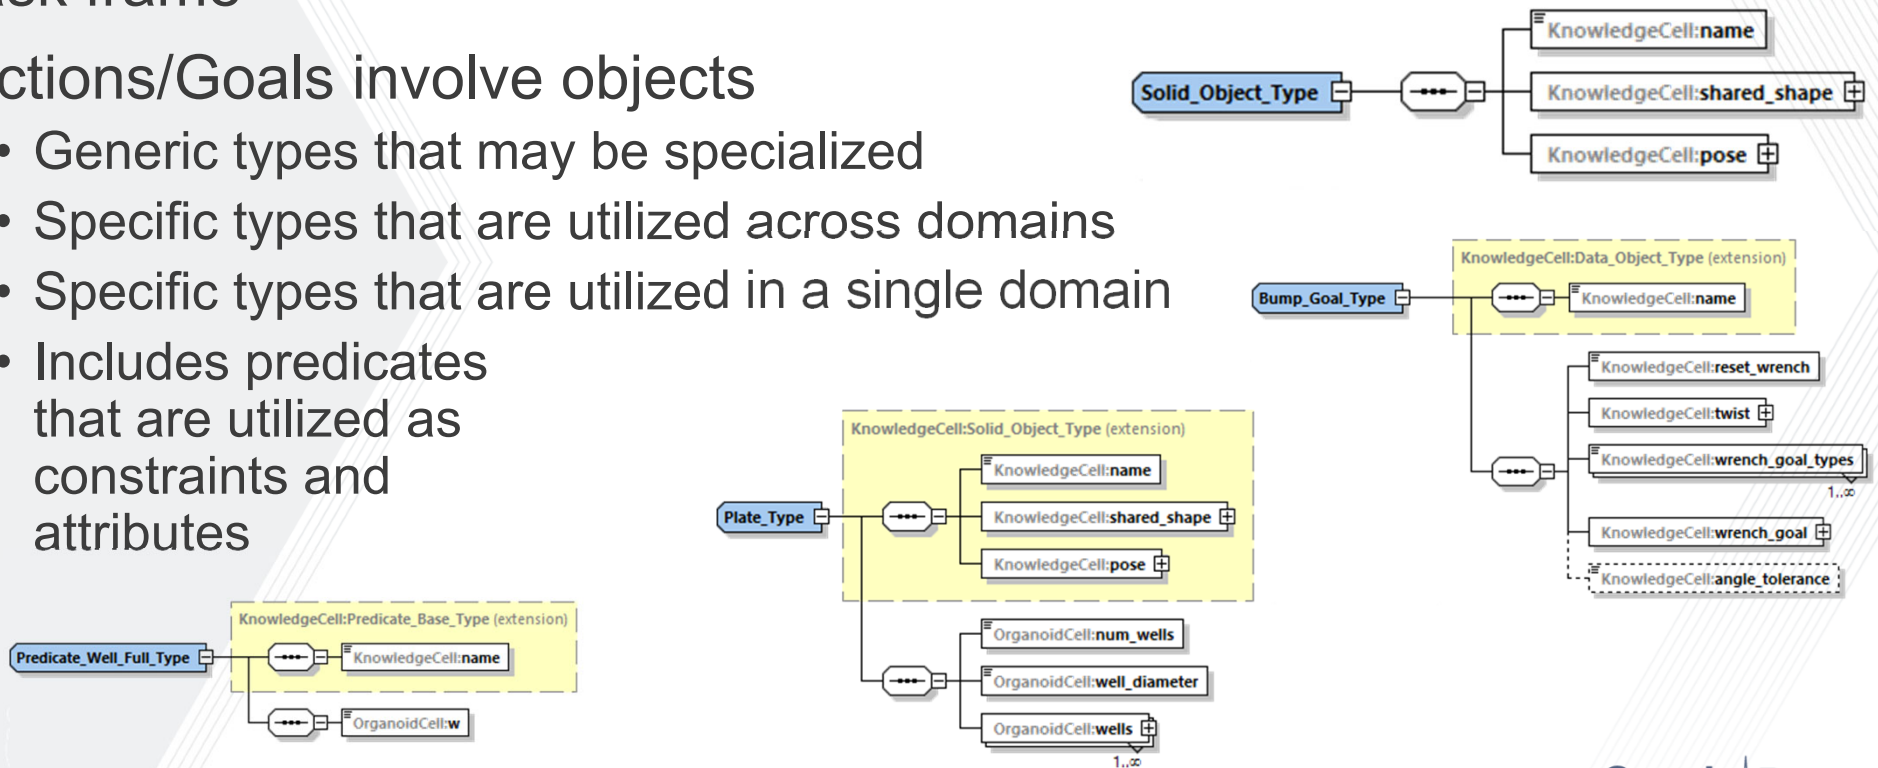 ctions/Goals involve objects
• Generic types that may be specialized
• Specific types that are utilized across domains
• Specific types that are utilized in a single domain
• Includes predicates
that are utilized as
constraints and
attributes
Solid_Object_Type
KnowledgeCell:name
KnowledgeCell:shared_shape
KnowledgeCell:pose
KnowledgeCell:Data_Object_Type (extension)
Bump_Goal_Type
KnowledgeCell:name
KnowledgeCell:reset_wrench
KnowledgeCell:twist
KnowledgeCell:wrench_goal_types
1..∞
KnowledgeCell:wrench_goal
KnowledgeCell:angle_tolerance
KnowledgeCell:Solid_Object_Type (extension)
KnowledgeCell:name
Plate_Type
KnowledgeCell:shared_shape
KnowledgeCell:pose
OrganoidCell:num_wells
OrganoidCell:well_diameter
OrganoidCell:wells
1..∞
KnowledgeCell:Predicate_Base_Type (extension)
Predicate_Well_Full_Type
KnowledgeCell:name
OrganoidCell:w